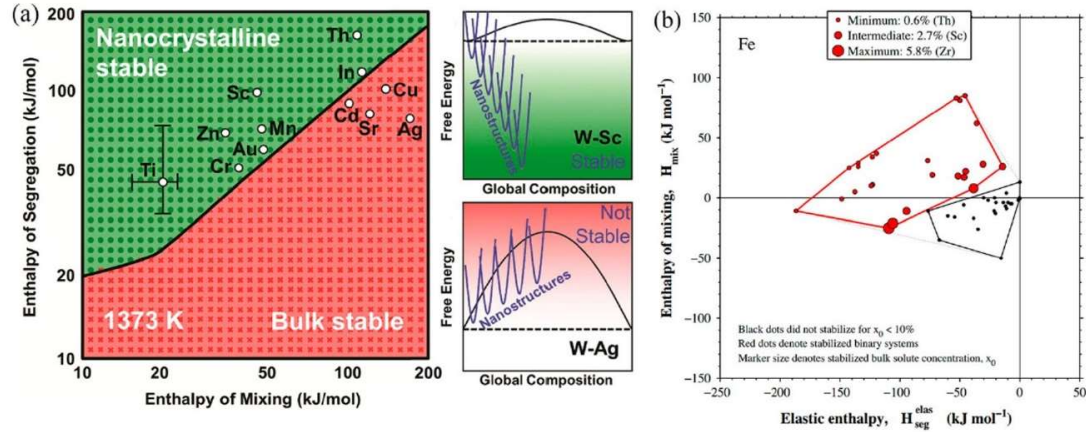 (a)
200
100
50
20
10
Enthalpy of Segregation (kJ/mol)
Nanocrystalline
stable
Th
In
Cu
Sc
Cd
Sr
Ag
Zn
Mn
Au
Cr
Ti
1373 K
Bulk stable
10
20
50
100
200
Enthalpy of Mixing (kJ/mol)
Free Energy
Nanostructures
W-Sc
Stable
Global Composition
Free Energy
Not
Stable
Nanostructures
W-Ag
Global Composition
(b)
Minimum: 0.6% (Th)
Intermediate: 2.7% (Sc)
Maximum: 5.8% (Zr)
Fe
150
100
50
0
−50
−100
−150
Enthalpy of mixing, H mix (kJ mol⁻¹)
Black dots did not stabilize for x₀ < 10%
Red dots denote stabilized binary systems
Marker size denotes stabilized bulk solute concentration, x₀
−250
−200
−150
−100
−50
0
50
Elastic enthalpy, H elas seg (kJ mol⁻¹)